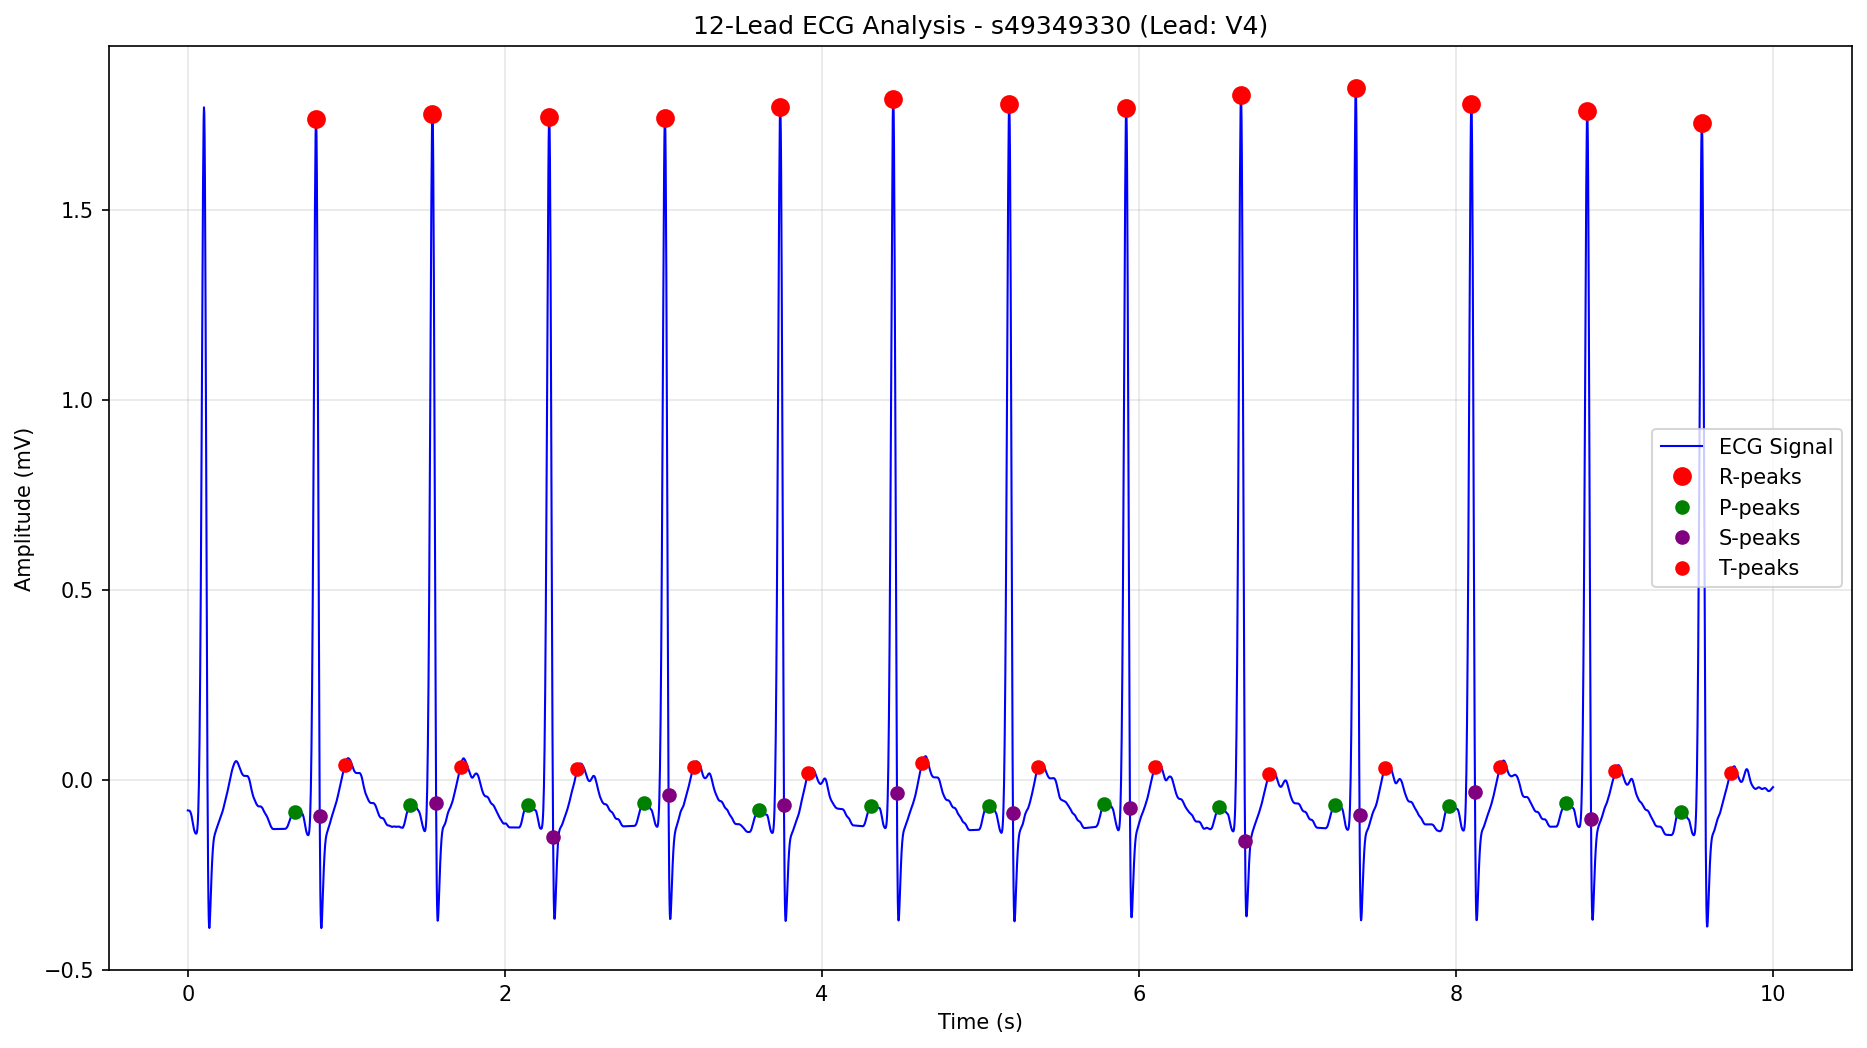 12-Lead ECG Analysis - s49349330 (Lead: V4)
Amplitude (mV)
1.5
1.0
0.5
0.0
−0.5
ECG Signal
R-peaks
P-peaks
S-peaks
T-peaks
0 2 4 6 8 10
Time (s)